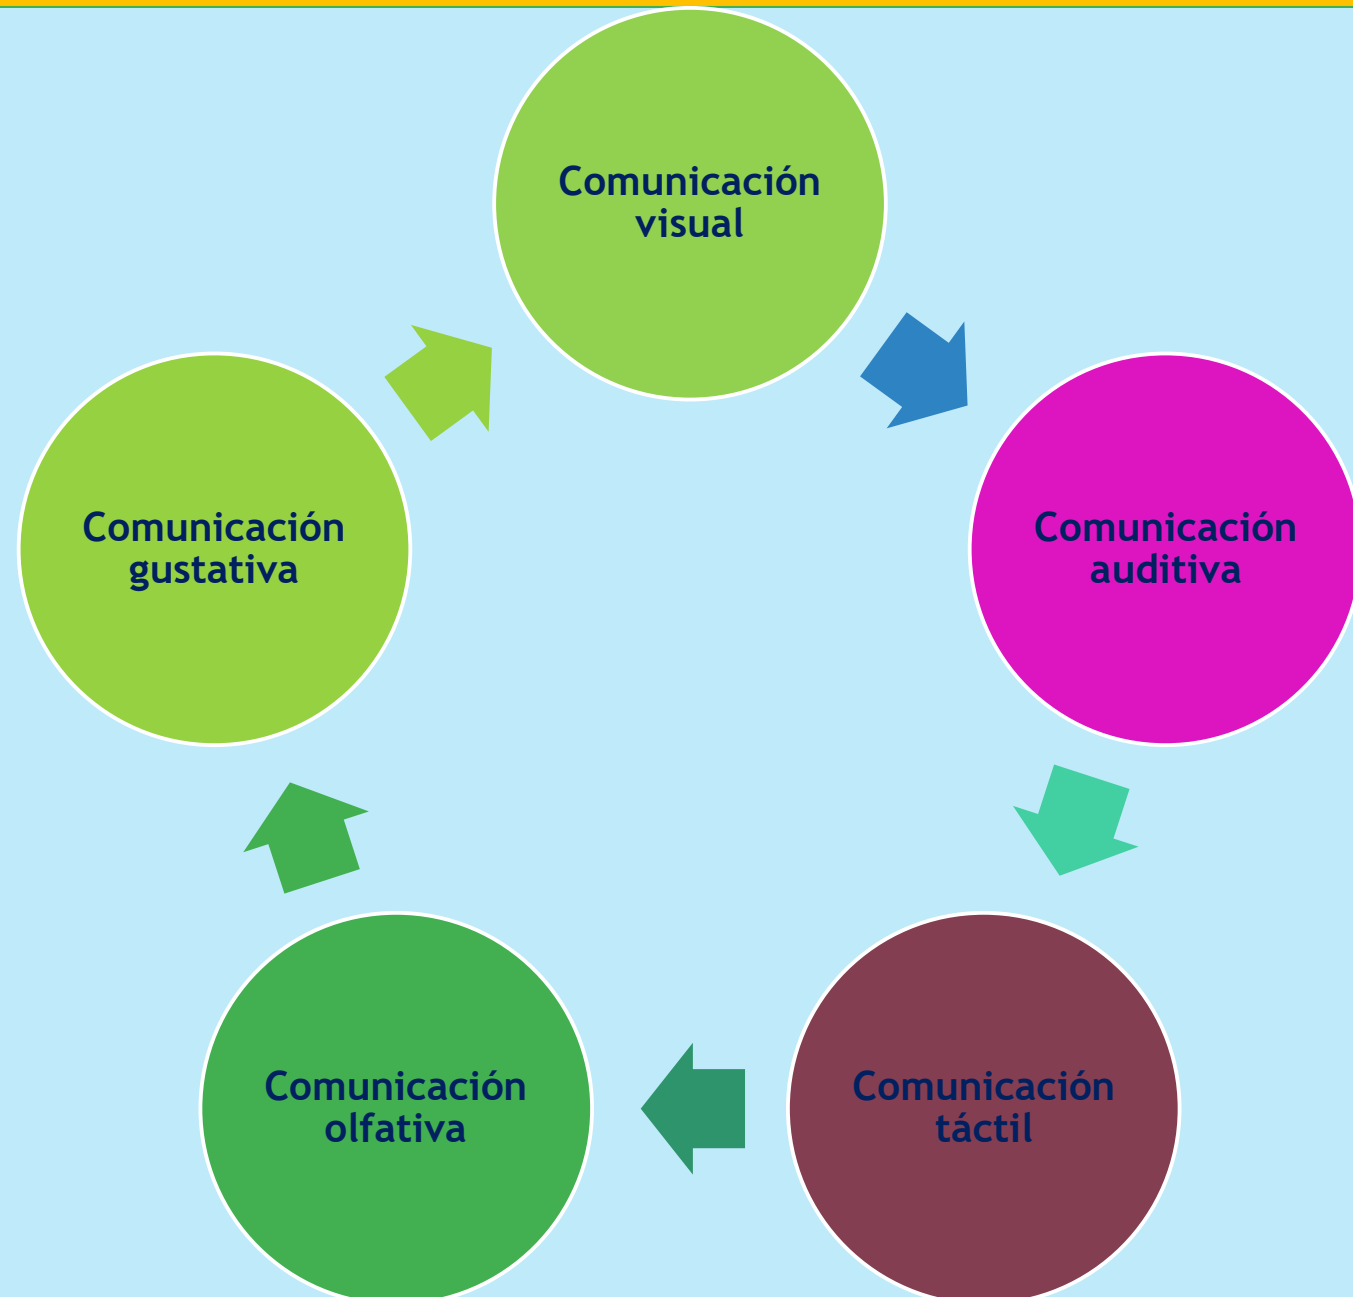 Comunicación
visual
Comunicación
auditiva
Comunicación
táctil
Comunicación
olfativa
Comunicación
gustativa